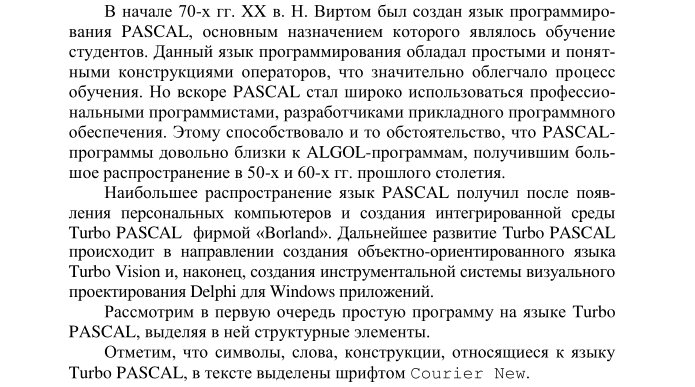 В начале 70-х гг. XX в. Н. Виртом был создан язык программиро-
вания PASCAL, основным назначением которого являлось обучение
студентов. Данный язык программирования обладал простыми и понят-
ными конструкциями операторов, что значительно облегчало процесс
обучения. Но вскоре PASCAL стал широко использоваться профессио-
нальными программистами, разработчиками прикладного программного
обеспечения. Этому способствовало и то обстоятельство, что PASCAL-
программы довольно близки к ALGOL-программам, получившим боль-
шое распространение в 50-х и 60-х гг. прошлого столетия.
Наибольшее распространение язык PASCAL получил после появ-
ления персональных компьютеров и создания интегрированной среды
Turbo PASCAL фирмой «Borland». Дальнейшее развитие Turbo PASCAL
происходит в направлении создания объектно-ориентированного языка
Turbo Vision и, наконец, создания инструментальной системы визуального
проектирования Delphi для Windows приложений.
Рассмотрим в первую очередь простую программу на языке Turbo
PASCAL, выделяя в ней структурные элементы.
Отметим, что символы, слова, конструкции, относящиеся к языку
Turbo PASCAL, в тексте выделены шрифтом Courier New.